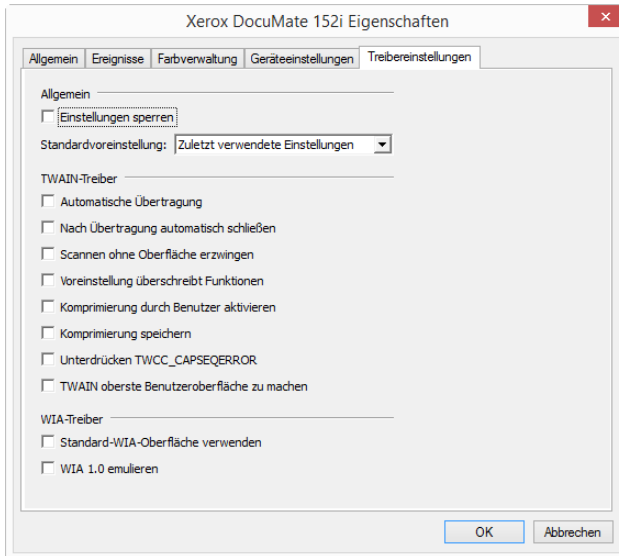 Xerox DocuMate 152i Eigenschaften
Allgemein Ereignisse Farbverwaltung Geräteeinstellungen Treibereinstellungen
Allgemein
Einstellungen sperren
Standardvoreinstellung: Zuletzt verwendete Einstellungen
TWAIN-Treiber
Automatische Übertragung
Nach Übertragung automatisch schließen
Scannen ohne Oberfläche erzwingen
Voreinstellung überschreibt Funktionen
Komprimierung durch Benutzer aktivieren
Komprimierung speichern
Unterdrücken TWCC_CAPSEQERROR
TWAIN oberste Benutzeroberfläche zu machen
WIA-Treiber
Standard-WIA-Oberfläche verwenden
WIA 1.0 emulieren
OK Abbrechen